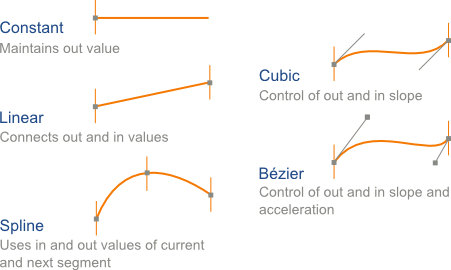 Constant
Maintains out value
Linear
Connects out and in values
Spline
Uses in and out values of current
and next segment
Cubic
Control of out and in slope
Bézier
Control of out and in slope and
acceleration